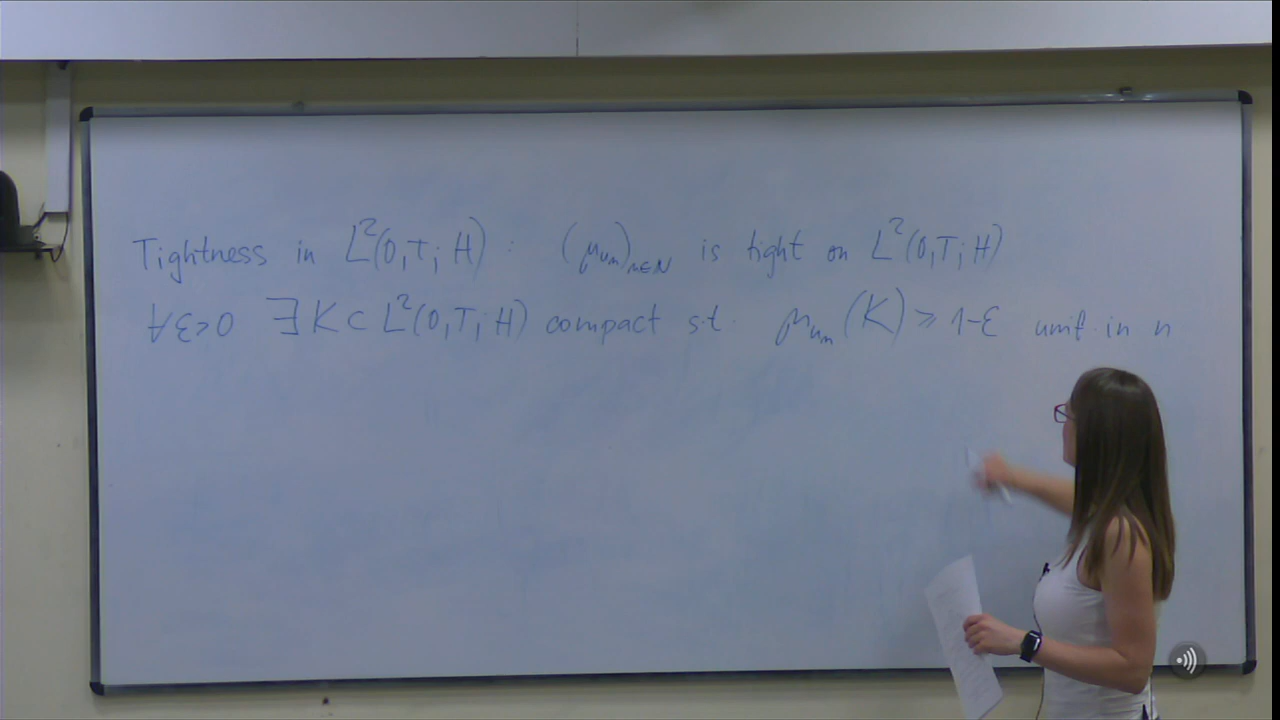 Tightness in L²(0,T; H) : (μ_{u_n})_{n∈ℕ} is tight on L²(0,T; H)
∀ε>0 ∃ K ⊂ L²(0,T; H) compact s.t. μ_{u_n}(K) ≥ 1-ε unif. in n